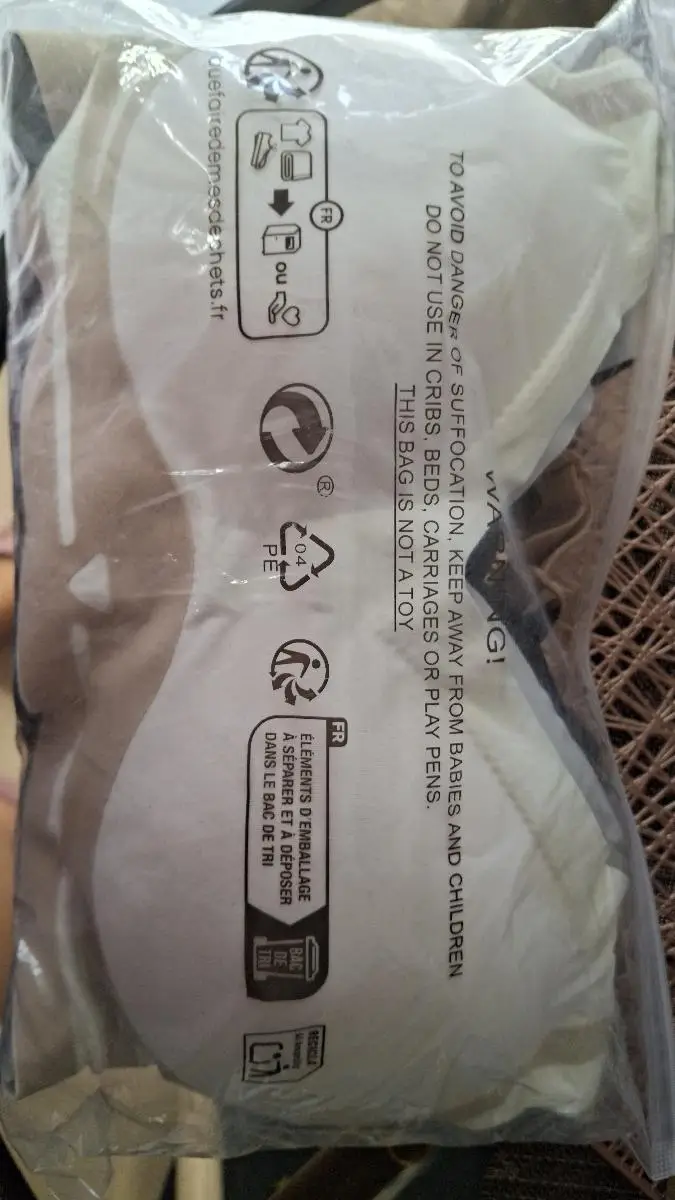 WARNING!
TO AVOID DANGER OF SUFFOCATION, KEEP AWAY FROM BABIES AND CHILDREN
DO NOT USE IN CRIBS, BEDS, CARRIAGES OR PLAY PENS.
THIS BAG IS NOT A TOY
FR
ou
quefairedemesdechets.fr
®
04
PE
FR
ÉLÉMENTS D'EMBALLAGE
À SÉPARER ET À DÉPOSER
DANS LE BAC DE TRI
BAC
DE
TRI
RECICLA